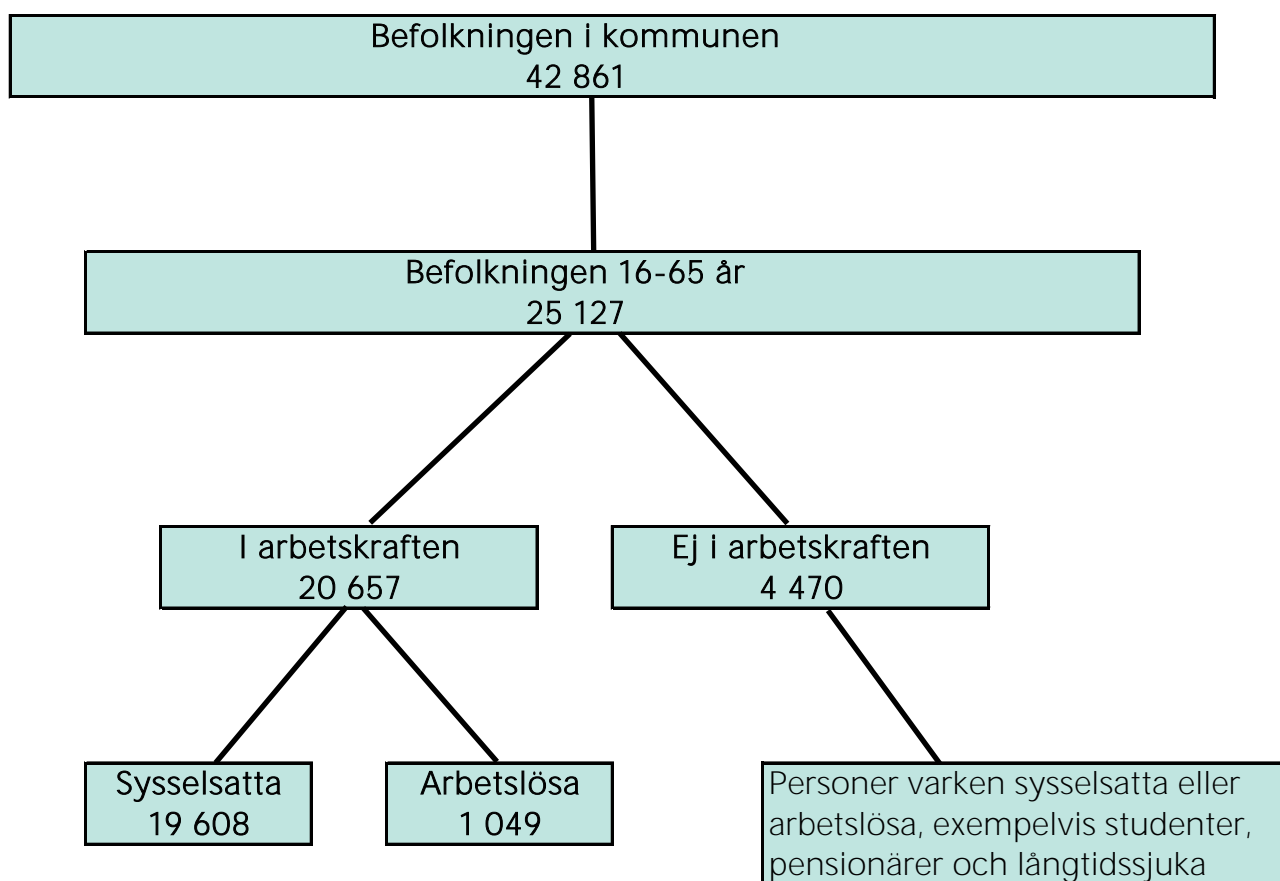 Befolkningen i kommunen
42 861
Befolkningen 16-65 år
25 127
I arbetskraften
20 657
Ej i arbetskraften
4 470
Sysselsatta
19 608
Arbetslösa
1 049
Personer varken sysselsatta eller
arbetslösa, exempelvis studenter,
pensionärer och långtidssjuka